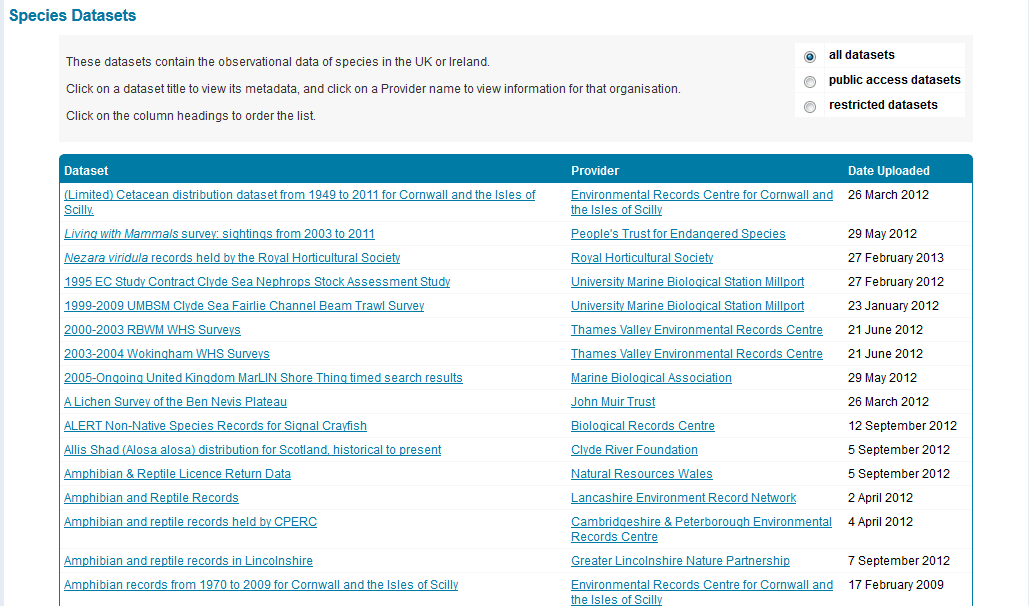 Species Datasets
These datasets contain the observational data of species in the UK or Ireland.
Click on a dataset title to view its metadata, and click on a Provider name to view information for that organisation.
Click on the column headings to order the list.
all datasets
public access datasets
restricted datasets
Dataset Provider Date Uploaded
(Limited) Cetacean distribution dataset from 1949 to 2011 for Cornwall and the Isles of Environmental Records Centre for Cornwall and 26 March 2012
Scilly. the Isles of Scilly
Living with Mammals survey: sightings from 2003 to 2011 People's Trust for Endangered Species 29 May 2012
Nezara viridula records held by the Royal Horticultural Society Royal Horticultural Society 27 February 2013
1995 EC Study Contract Clyde Sea Nephrops Stock Assessment Study University Marine Biological Station Millport 27 February 2012
1999-2009 UMBSM Clyde Sea Fairlie Channel Beam Trawl Survey University Marine Biological Station Millport 23 January 2012
2000-2003 RBWM WHS Surveys Thames Valley Environmental Records Centre 21 June 2012
2003-2004 Wokingham WHS Surveys Thames Valley Environmental Records Centre 21 June 2012
2005-Ongoing United Kingdom MarLIN Shore Thing timed search results Marine Biological Association 29 May 2012
A Lichen Survey of the Ben Nevis Plateau John Muir Trust 26 March 2012
ALERT Non-Native Species Records for Signal Crayfish Biological Records Centre 12 September 2012
Allis Shad (Alosa alosa) distribution for Scotland, historical to present Clyde River Foundation 5 September 2012
Amphibian & Reptile Licence Return Data Natural Resources Wales 5 September 2012
Amphibian and Reptile Records Lancashire Environment Record Network 2 April 2012
Amphibian and reptile records held by CPERC Cambridgeshire & Peterborough Environmental 4 April 2012
Records Centre
Amphibian and reptile records in Lincolnshire Greater Lincolnshire Nature Partnership 7 September 2012
Amphibian records from 1970 to 2009 for Cornwall and the Isles of Scilly Environmental Records Centre for Cornwall and 17 February 2009
the Isles of Scilly